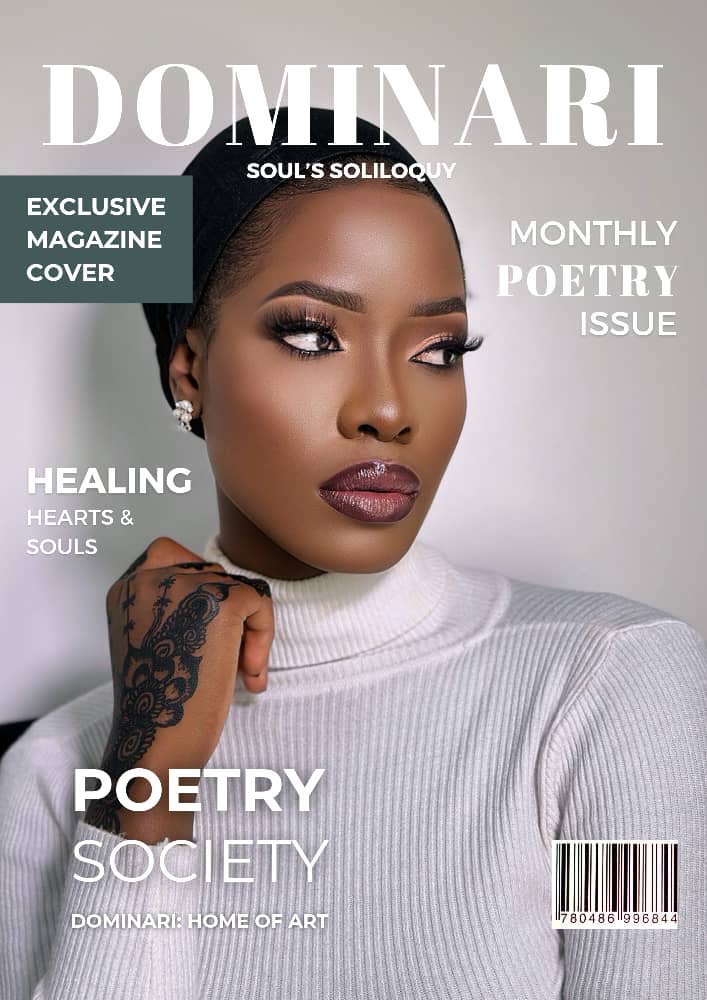 DOMINARI
SOUL'S SOLILOQUY
EXCLUSIVE
MAGAZINE
COVER
MONTHLY
POETRY
ISSUE
HEALING
HEARTS &
SOULS
POETRY
SOCIETY
DOMINARI: HOME OF ART
780486 996844